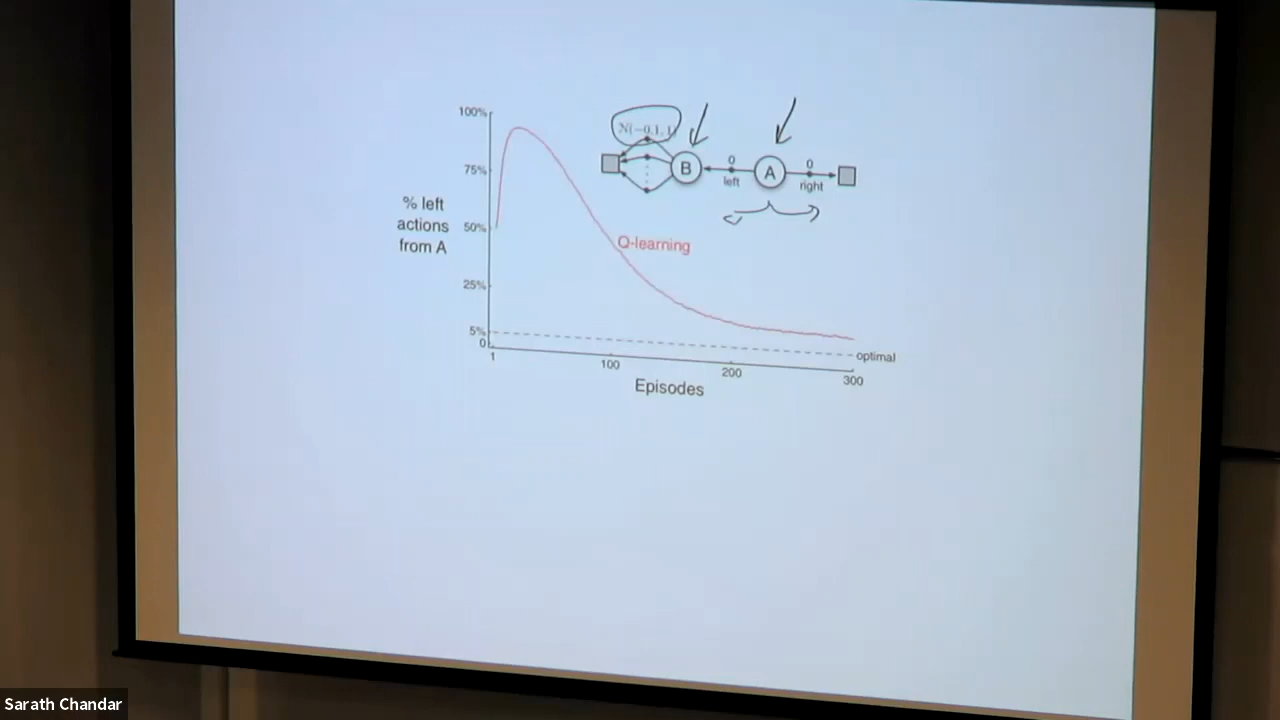 100%
N(−0.1, 1)
B
0
left
A
0
right
75%
% left
actions
from A
50%
Q-learning
25%
5%
0
optimal
1
100
200
300
Episodes
Sarath Chandar